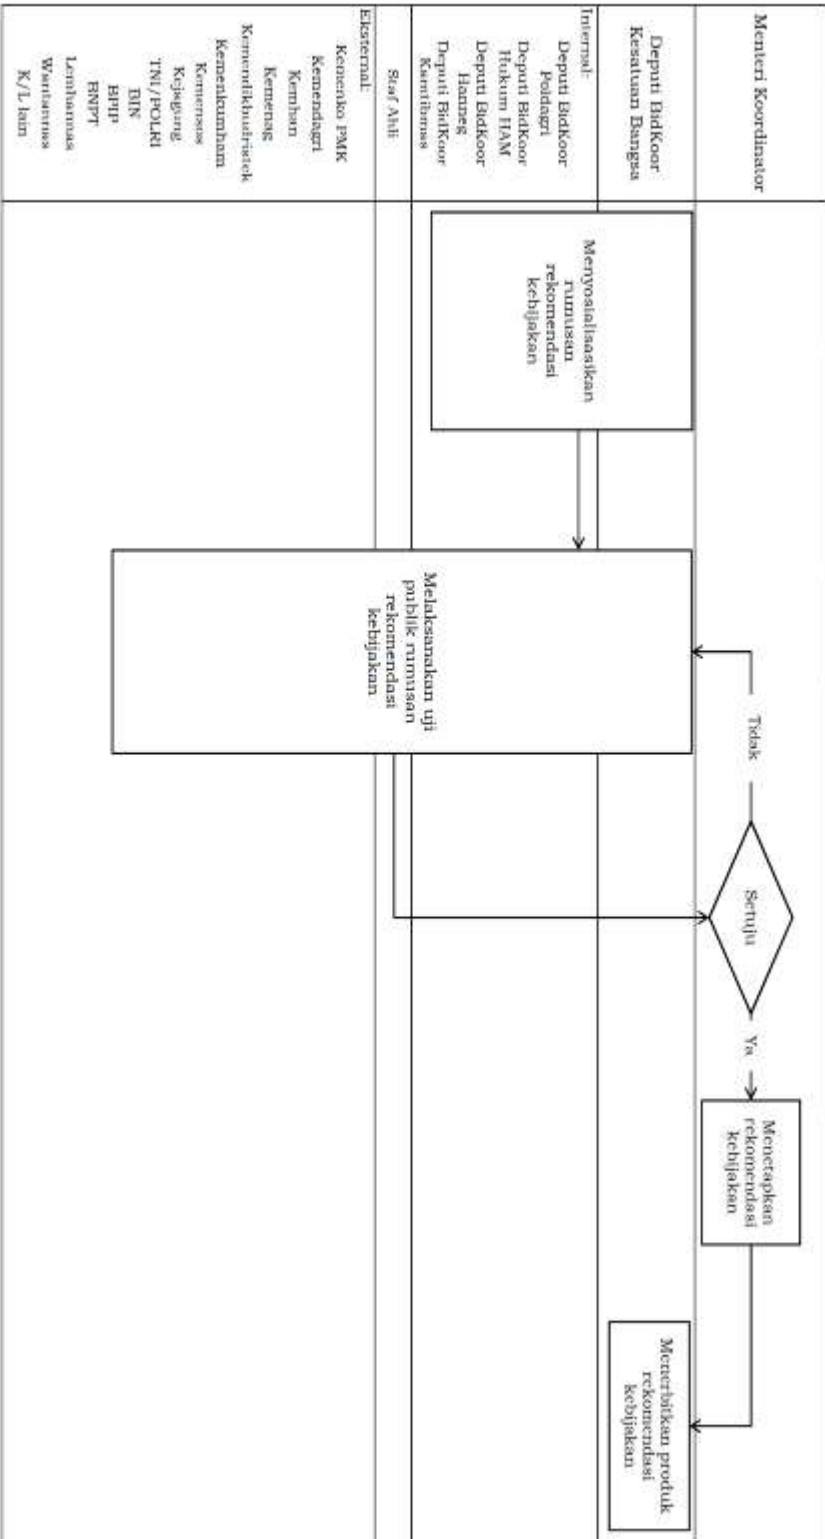 Menteri Koordinator
Deputi BidKoor
Kesatuan Bangsa
Internal:
Deputi BidKoor
Poldagri
Deputi BidKoor
Hukum HAM
Deputi BidKoor
Hanneg
Deputi BidKoor
Kamtibmas
Staf Ahli
Eksternal:
Kemenko PMK
Kemendagri
Kemhan
Kemenag
Kemendikbudristek
Kemenkumham
Kemensos
Kejagung
TNI/POLRI
BIN
BPIP
BNPT
Lemhannas
Wantannas
K/L lain
Menyosialisasikan
rumusan
rekomendasi
kebijakan
Melaksanakan uji
publik rumusan
rekomendasi
kebijakan
Tidak
Setuju
Ya
Menetapkan
rekomendasi
kebijakan
Menerbitkan produk
rekomendasi
kebijakan